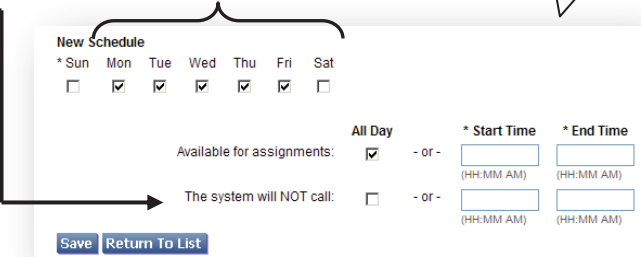 New Schedule
* Sun Mon Tue Wed Thu Fri Sat
All Day * Start Time * End Time
Available for assignments: - or -
(HH:MM AM) (HH:MM AM)
The system will NOT call: - or -
(HH:MM AM) (HH:MM AM)
Save Return To List